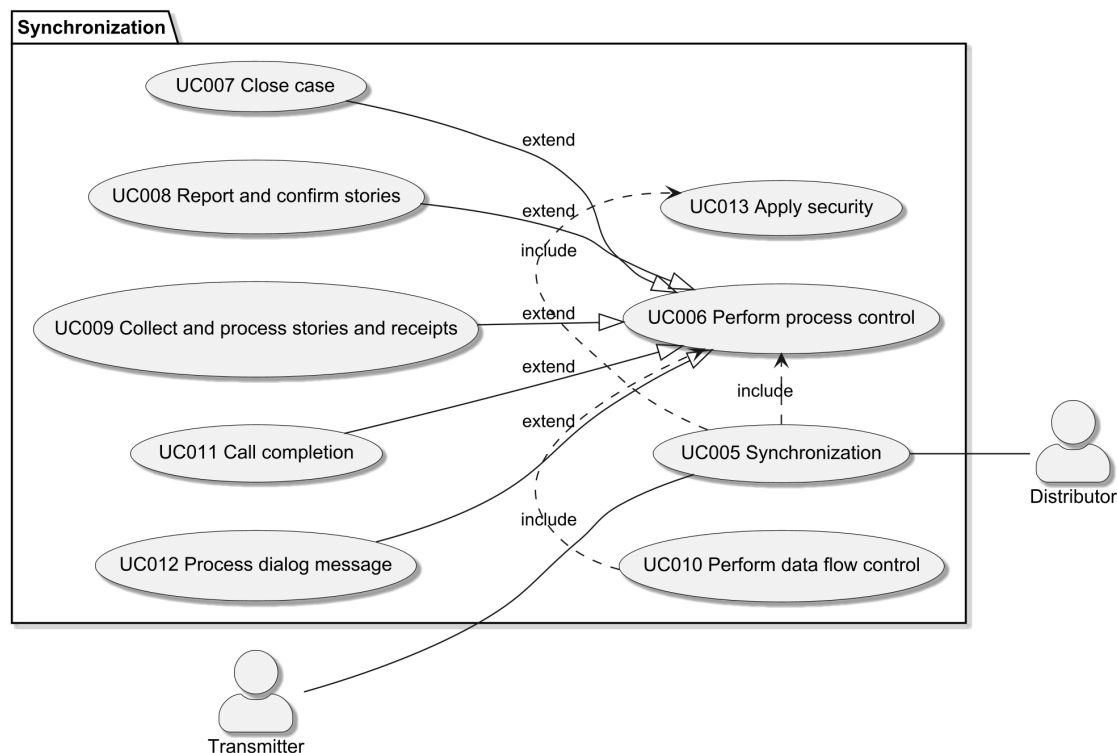 Synchronization
UC007 Close case
extend
UC008 Report and confirm stories
extend
UC013 Apply security
include
UC009 Collect and process stories and receipts
extend
UC006 Perform process control
extend
include
extend
UC011 Call completion
UC005 Synchronization
Distributor
include
UC012 Process dialog message
UC010 Perform data flow control
Transmitter